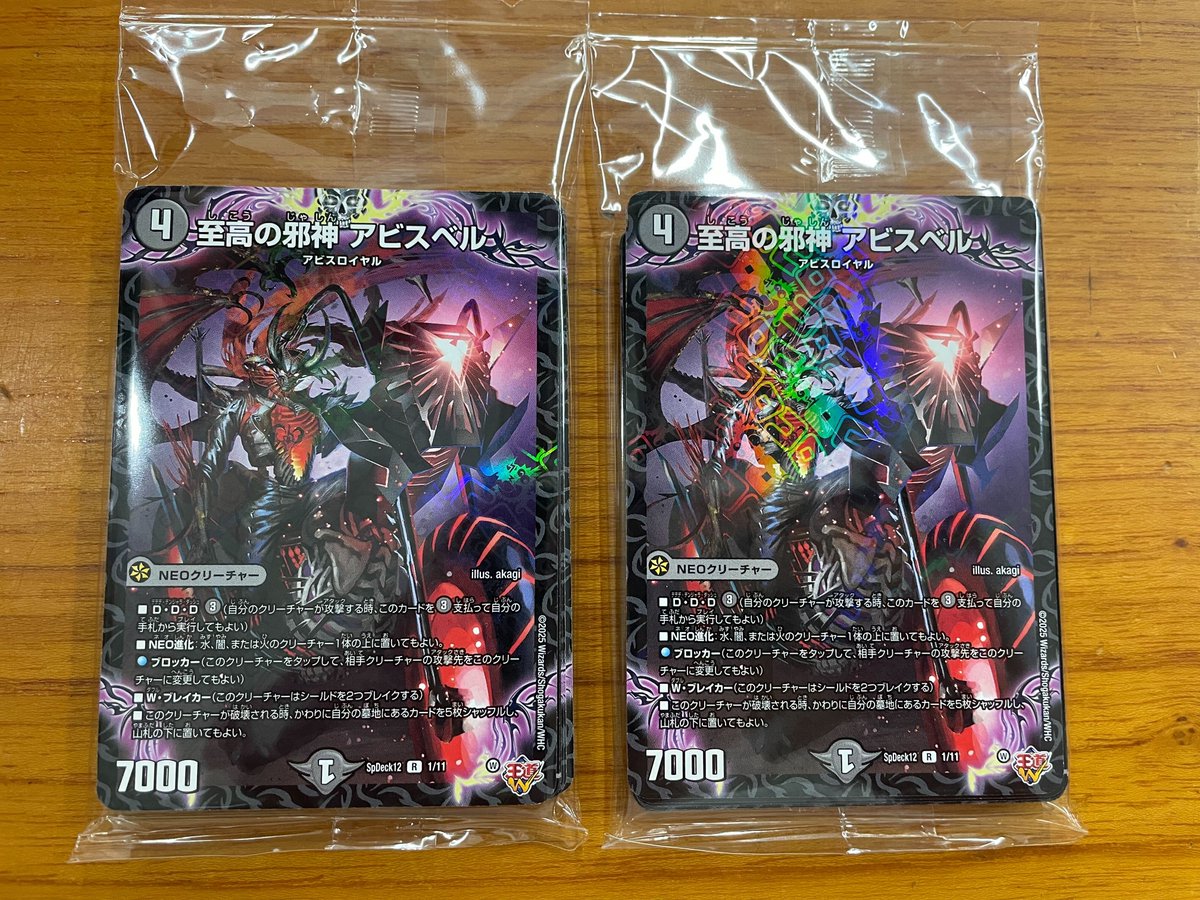 4
至高の邪神 アビスベル
アビスロイヤル
NEOクリーチャー
illus. akagi
■D・D・D ③(自分のクリーチャーが攻撃する時、このカードを③支払って自分の
手札から実行してもよい)
■NEO進化:水、闇、または火のクリーチャー1体の上に置いてもよい。
ブロッカー(このクリーチャーをタップして、相手クリーチャーの攻撃先をこのクリー
チャーに変更してもよい)
■W・ブレイカー(このクリーチャーはシールドを2つブレイクする)
■このクリーチャーが破壊される時、かわりに自分の墓地にあるカードを5枚シャッフルし、
山札の下に置いてもよい。
7000
1
SpDeck12 R 1/11
W
王道W
©2025 Wizards/Shogakukan/WHC
4
至高の邪神 アビスベル
アビスロイヤル
NEOクリーチャー
illus. akagi
■D・D・D ③(自分のクリーチャーが攻撃する時、このカードを③支払って自分の
手札から実行してもよい)
■NEO進化:水、闇、または火のクリーチャー1体の上に置いてもよい。
ブロッカー(このクリーチャーをタップして、相手クリーチャーの攻撃先をこのクリー
チャーに変更してもよい)
■W・ブレイカー(このクリーチャーはシールドを2つブレイクする)
■このクリーチャーが破壊される時、かわりに自分の墓地にあるカードを5枚シャッフルし、
山札の下に置いてもよい。
7000
1
SpDeck12 R 1/11
W
王道W
©2025 Wizards/Shogakukan/WHC